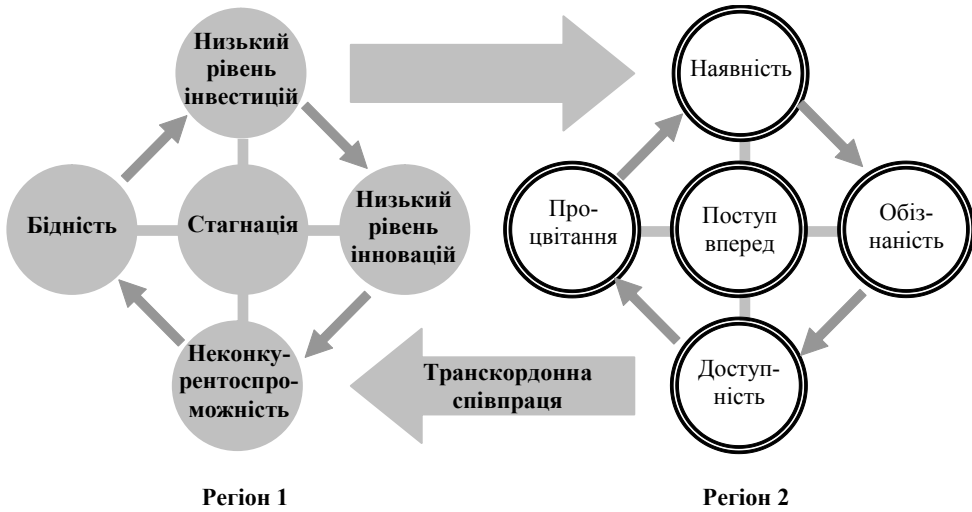 Низький
рівень
інвестицій
Бідність
Стагнація
Низький
рівень
інновацій
Неконку-
рентоспро-
можність
Наявність
Про-
цвітання
Поступ
вперед
Обіз-
наність
Доступ-
ність
Транскордонна
співпраця
Регіон 1
Регіон 2